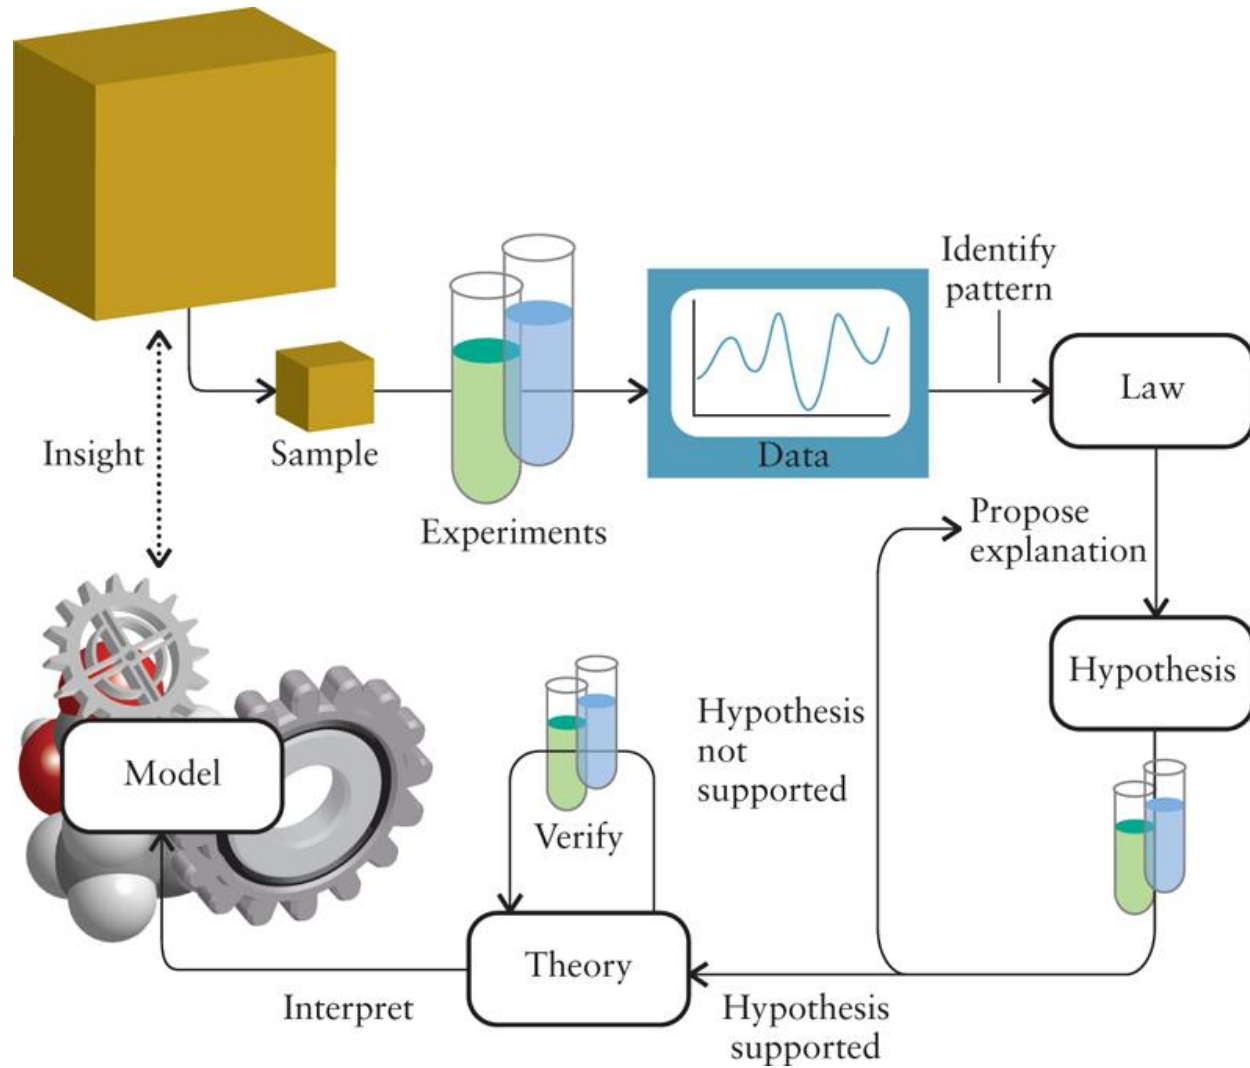 Identify
pattern
Law
Insight
Sample
Data
Experiments
Propose
explanation
Hypothesis
Hypothesis
not
supported
Model
Verify
Theory
Interpret
Hypothesis
supported